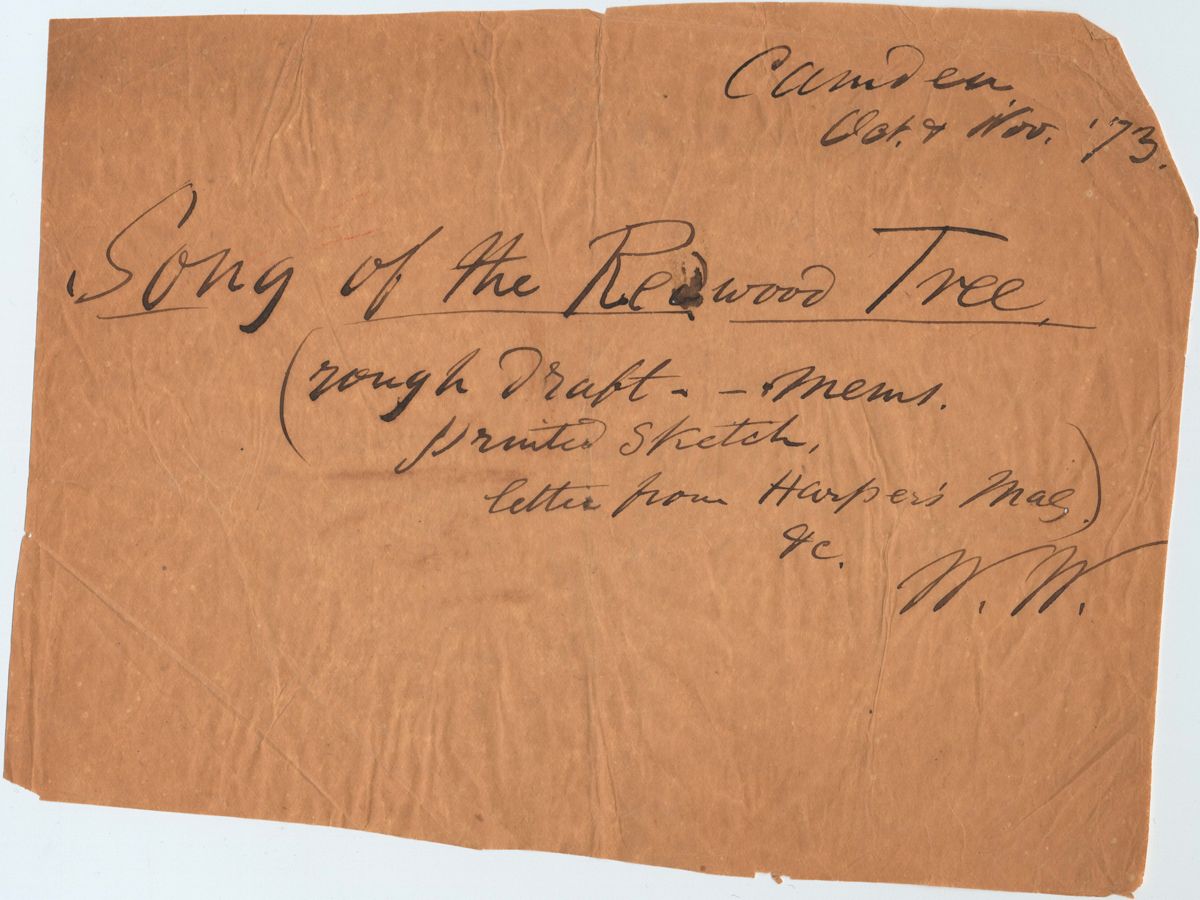 Camden
Oct. & Nov. '73.
Song of the Redwood Tree.
(rough draft - - mems.
printed sketch,
letter from Harper's Mag.)
&c.
W. W.